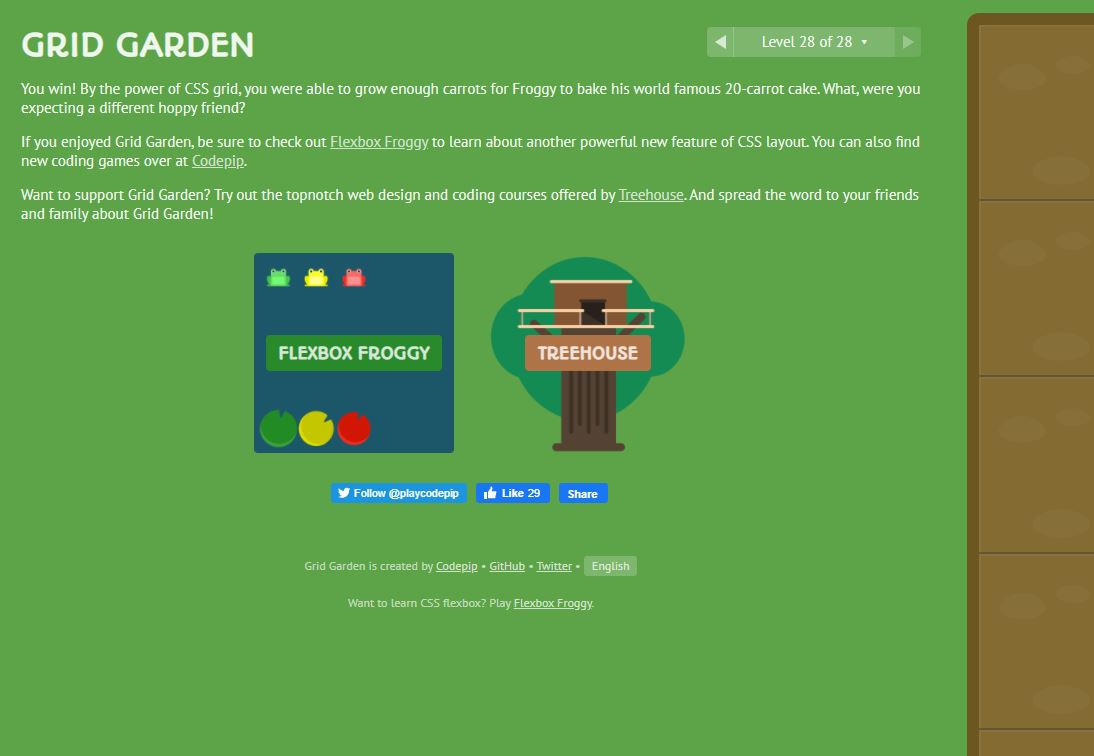 GRID GARDEN
Level 28 of 28
You win! By the power of CSS grid, you were able to grow enough carrots for Froggy to bake his world famous 20-carrot cake. What, were you
expecting a different hoppy friend?
If you enjoyed Grid Garden, be sure to check out Flexbox Froggy to learn about another powerful new feature of CSS layout. You can also find
new coding games over at Codepip.
Want to support Grid Garden? Try out the topnotch web design and coding courses offered by Treehouse. And spread the word to your friends
and family about Grid Garden!
FLEXBOX FROGGY
TREEHOUSE
Follow @playcodepip
Like 29
Share
Grid Garden is created by Codepip • GitHub • Twitter • English
Want to learn CSS flexbox? Play Flexbox Froggy.